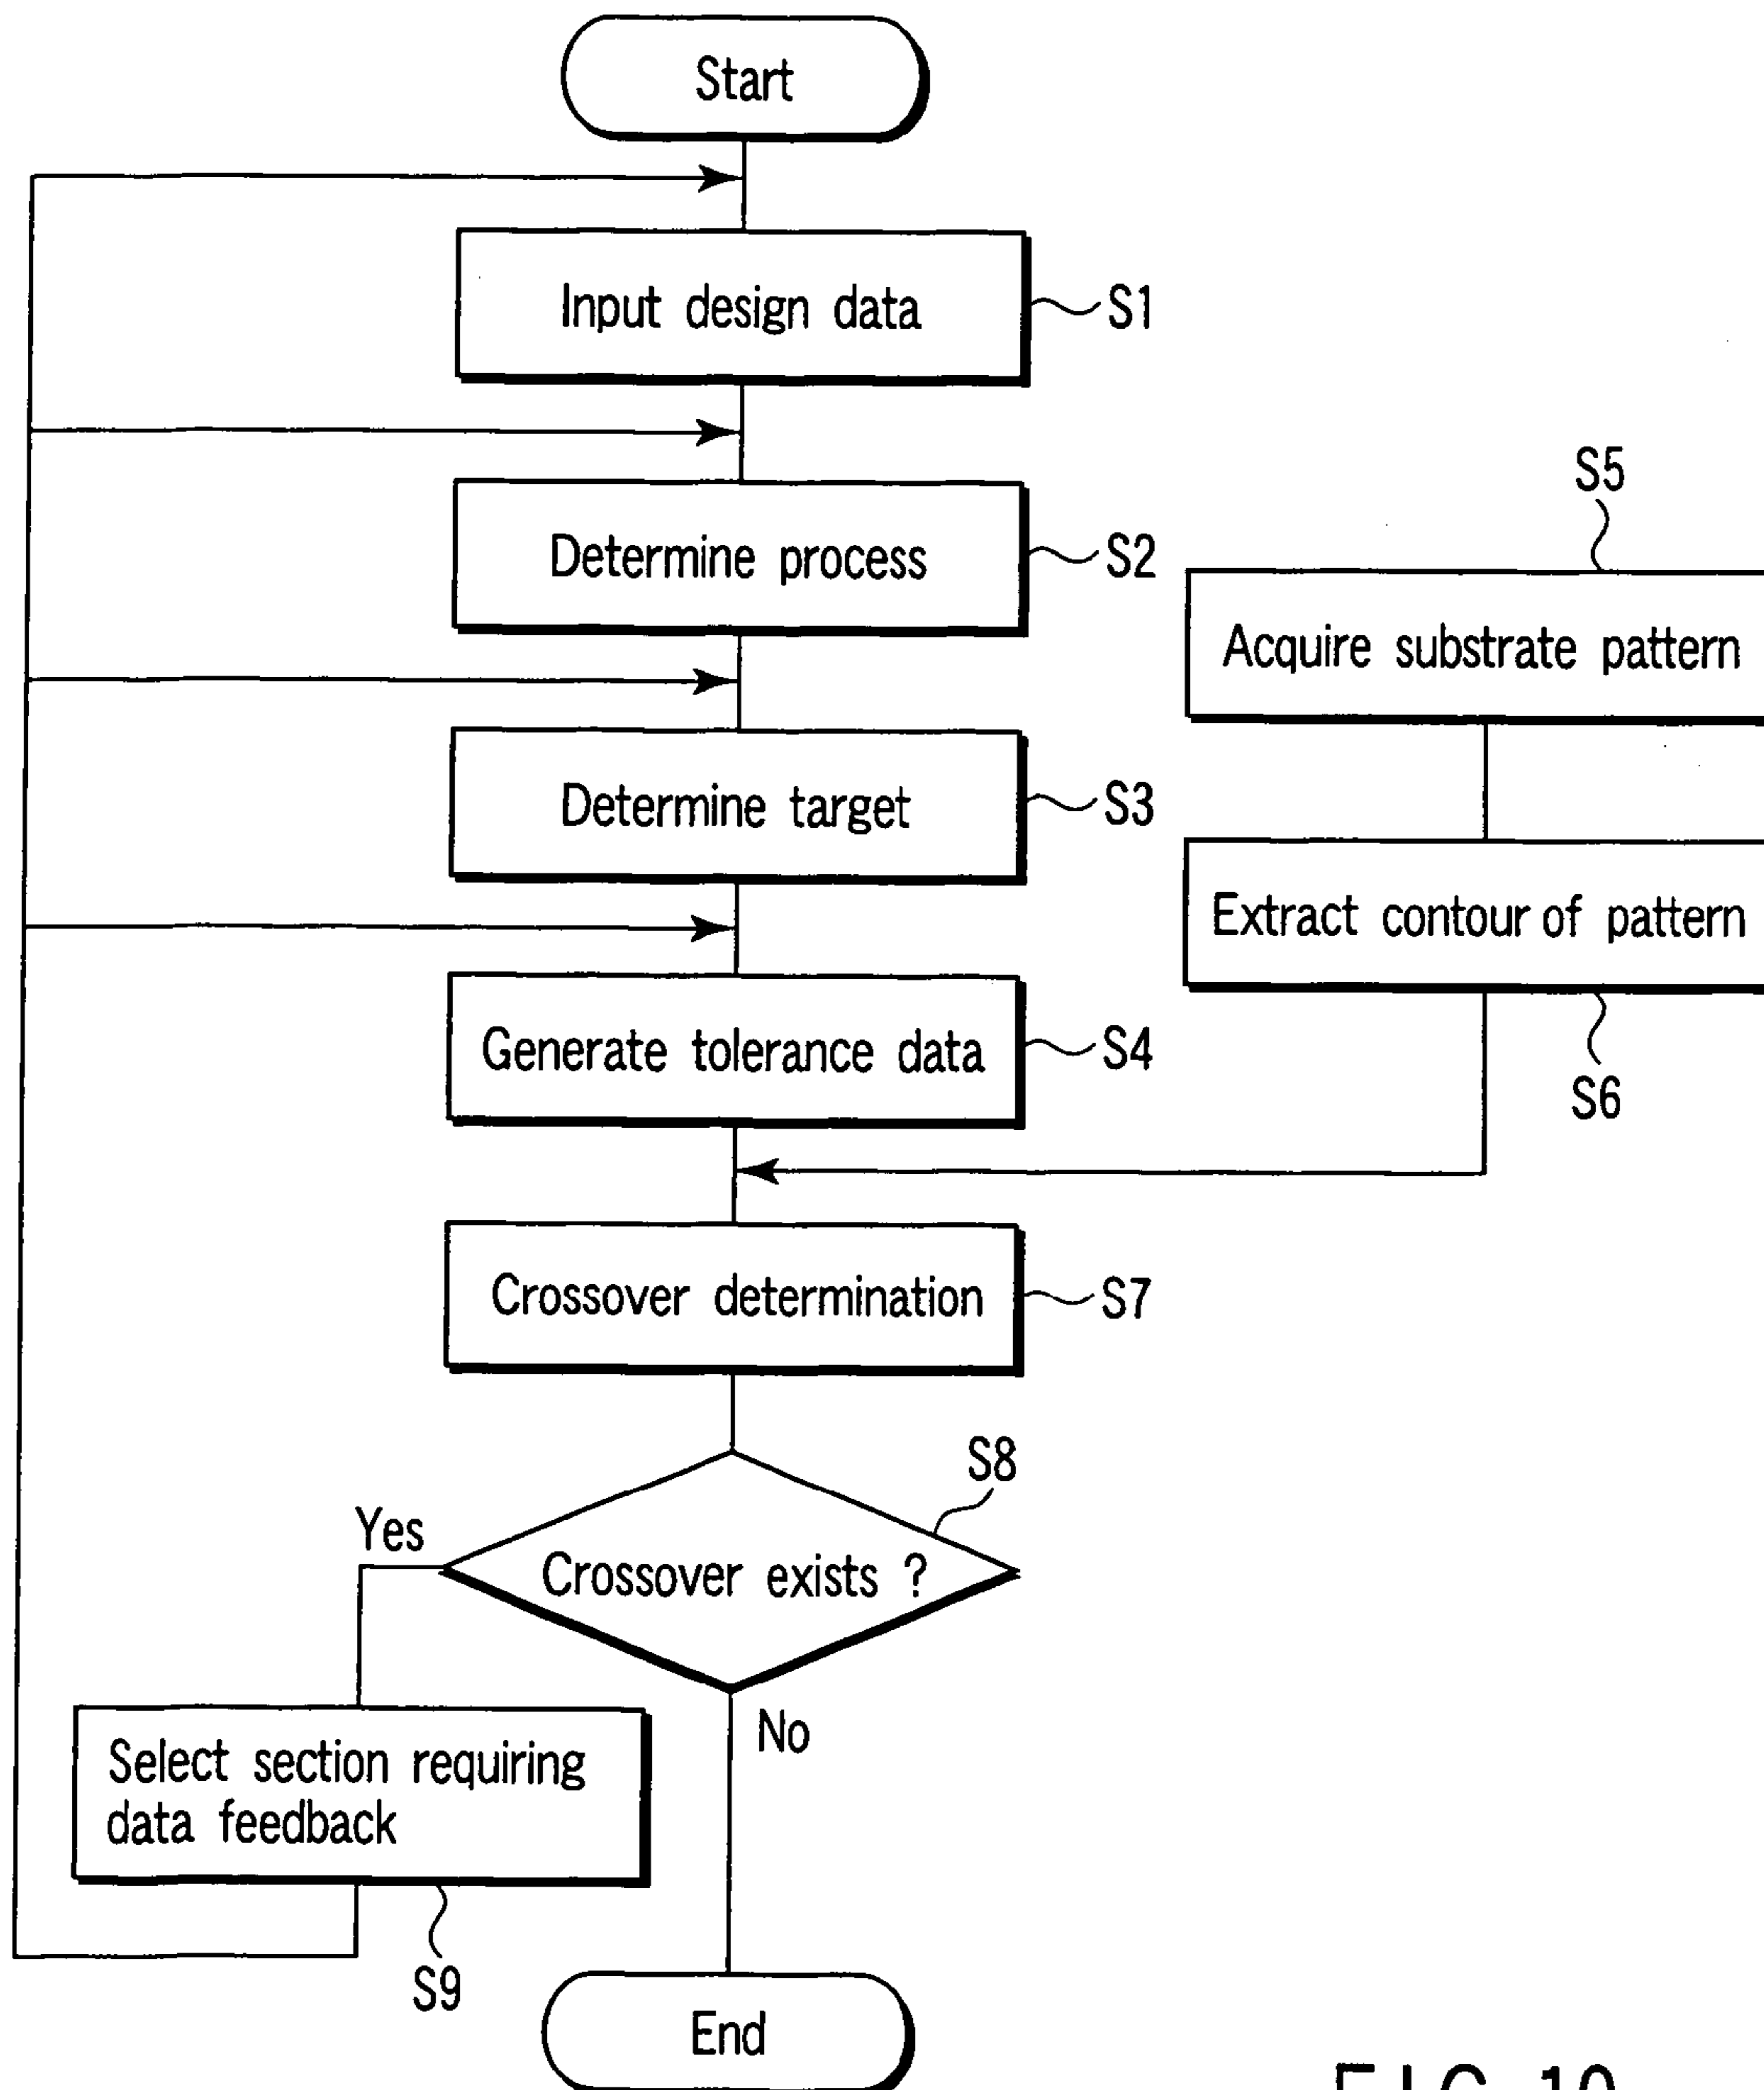 Start
Input design data
S1
Determine process
S2
Determine target
S3
Generate tolerance data
S4
S5
Acquire substrate pattern
Extract contour of pattern
S6
Crossover determination
S7
S8
Crossover exists ?
Yes
No
Select section requiring
data feedback
S9
End